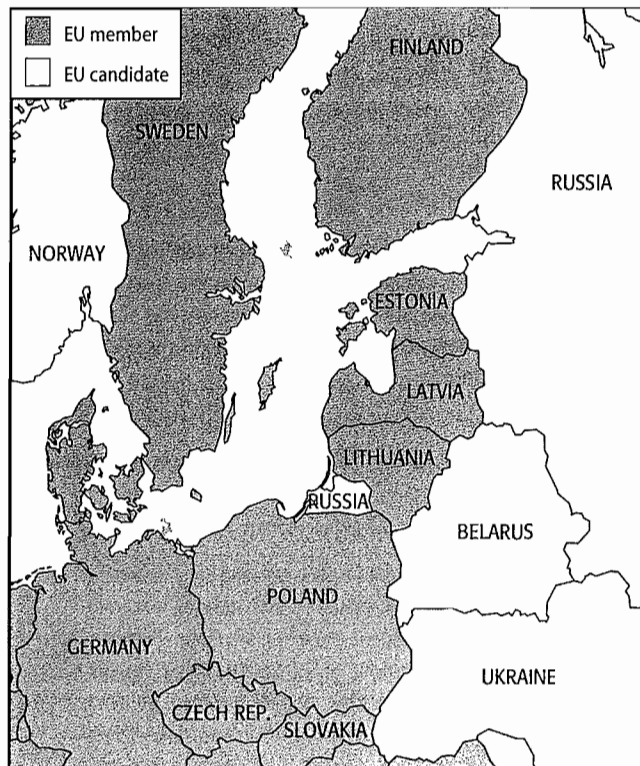 EU member
EU candidate
FINLAND
SWEDEN
RUSSIA
NORWAY
ESTONIA
LATVIA
LITHUANIA
RUSSIA
BELARUS
POLAND
GERMANY
UKRAINE
CZECH REP.
SLOVAKIA